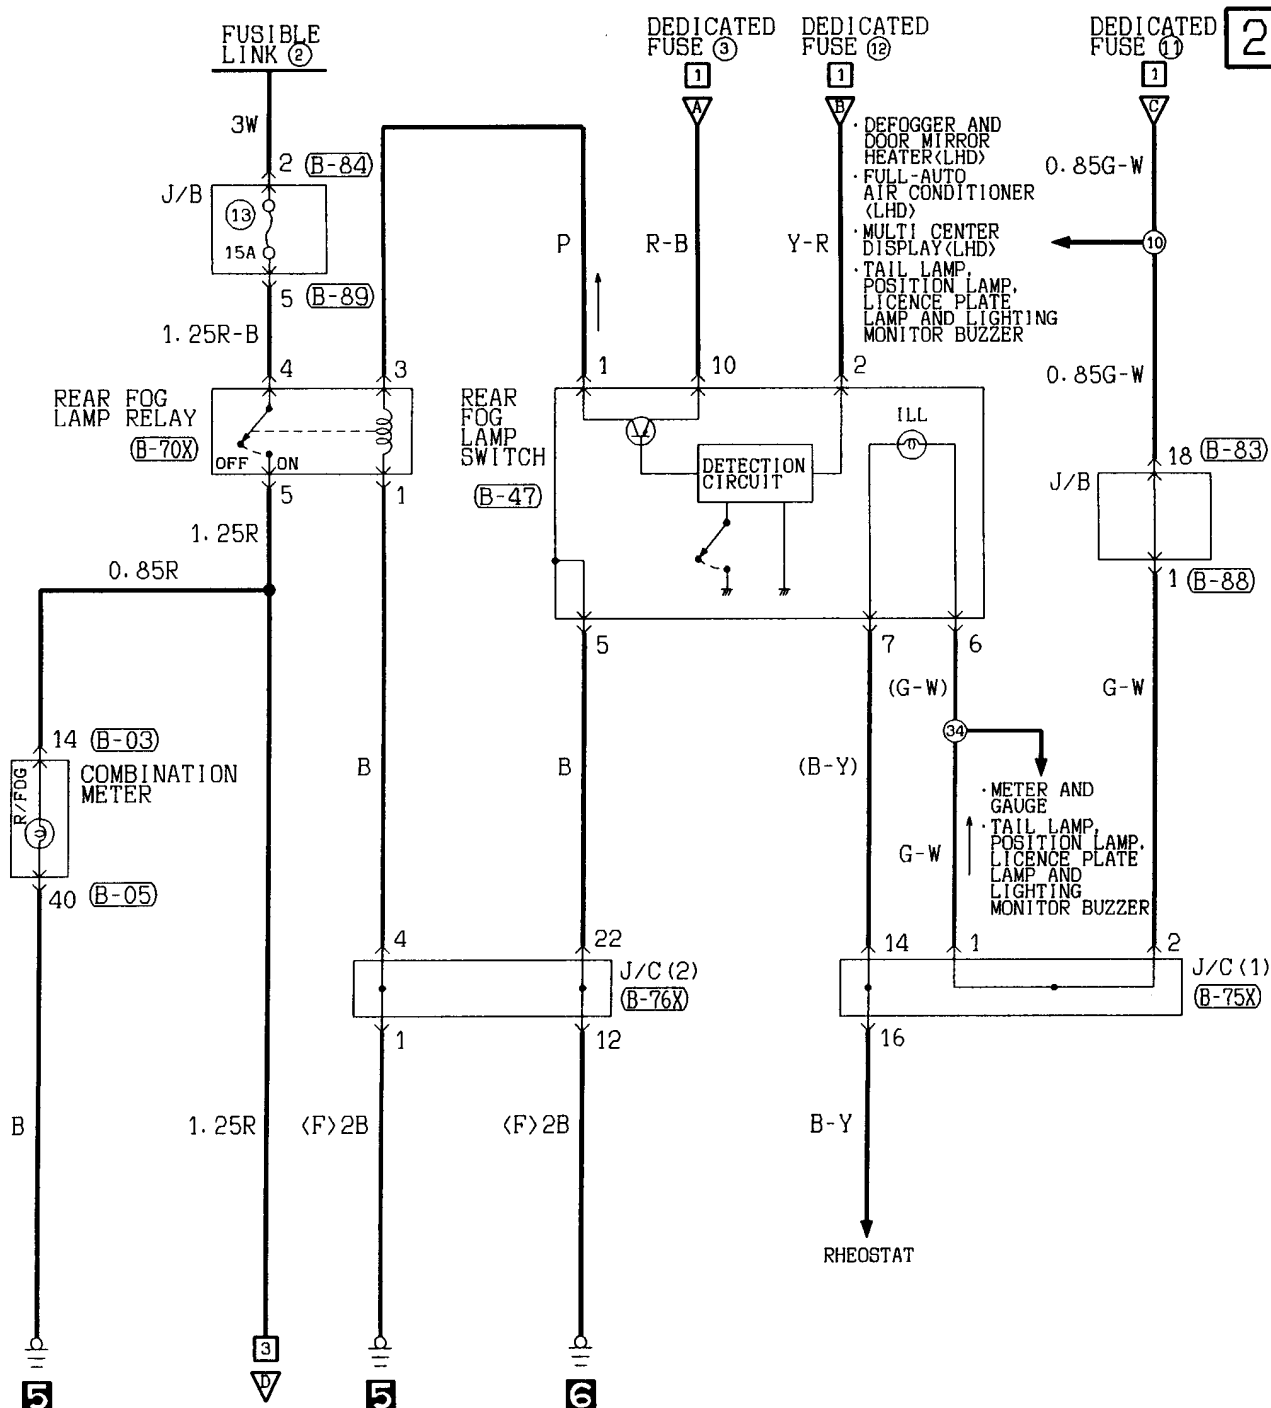 FUSIBLE
LINK ②
DEDICATED
FUSE ③
DEDICATED
FUSE ⑫
DEDICATED
FUSE ⑪
2
1
1
1
A
B
C
3W
2 (B-84)
J/B
13
15A
5 (B-89)
1.25R-B
4
3
P
R-B
Y-R
· DEFOGGER AND
DOOR MIRROR
HEATER<LHD>
· FULL-AUTO
AIR CONDITIONER
<LHD>
· MULTI CENTER
DISPLAY<LHD>
· TAIL LAMP,
POSITION LAMP,
LICENCE PLATE
LAMP AND LIGHTING
MONITOR BUZZER
0.85G-W
10
0.85G-W
1
10
2
REAR FOG
LAMP RELAY
(B-70X)
OFF
ON
5
1
REAR
FOG
LAMP
SWITCH
(B-47)
DETECTION
CIRCUIT
ILL
18 (B-83)
J/B
1 (B-88)
1.25R
0.85R
5
7
6
(G-W)
G-W
34
14 (B-03)
R/FOG
COMBINATION
METER
40 (B-05)
B
B
(B-Y)
G-W
· METER AND
GAUGE
· TAIL LAMP,
POSITION LAMP,
LICENCE PLATE
LAMP AND
LIGHTING
MONITOR BUZZER
4
22
J/C(2)
(B-76X)
1
12
14
1
2
J/C(1)
(B-75X)
16
B
1.25R
<F>2B
<F>2B
B-Y
RHEOSTAT
3
D
5
5
6